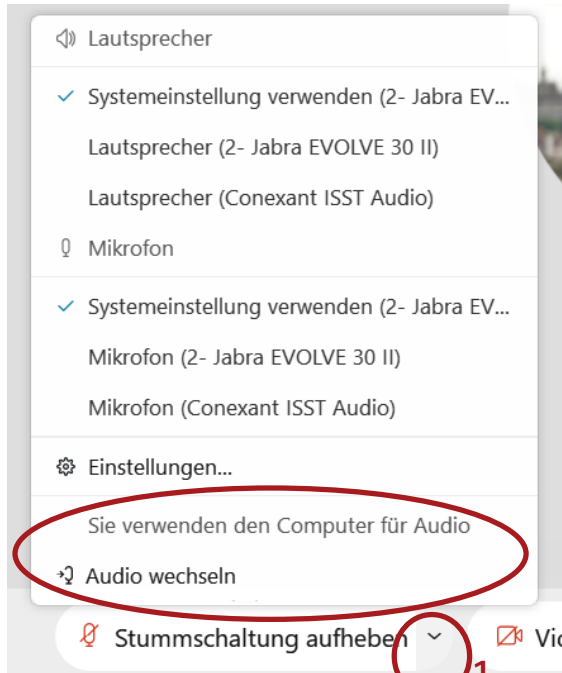 Lautsprecher
Systemeinstellung verwenden (2- Jabra EV...
Lautsprecher (2- Jabra EVOLVE 30 II)
Lautsprecher (Conexant ISST Audio)
Mikrofon
Systemeinstellung verwenden (2- Jabra EV...
Mikrofon (2- Jabra EVOLVE 30 II)
Mikrofon (Conexant ISST Audio)
Einstellungen...
Sie verwenden den Computer für Audio
Audio wechseln
Stummschaltung aufheben
1